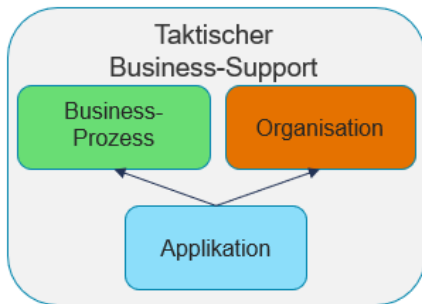 Taktischer
Business-Support
Business-
Prozess
Organisation
Applikation